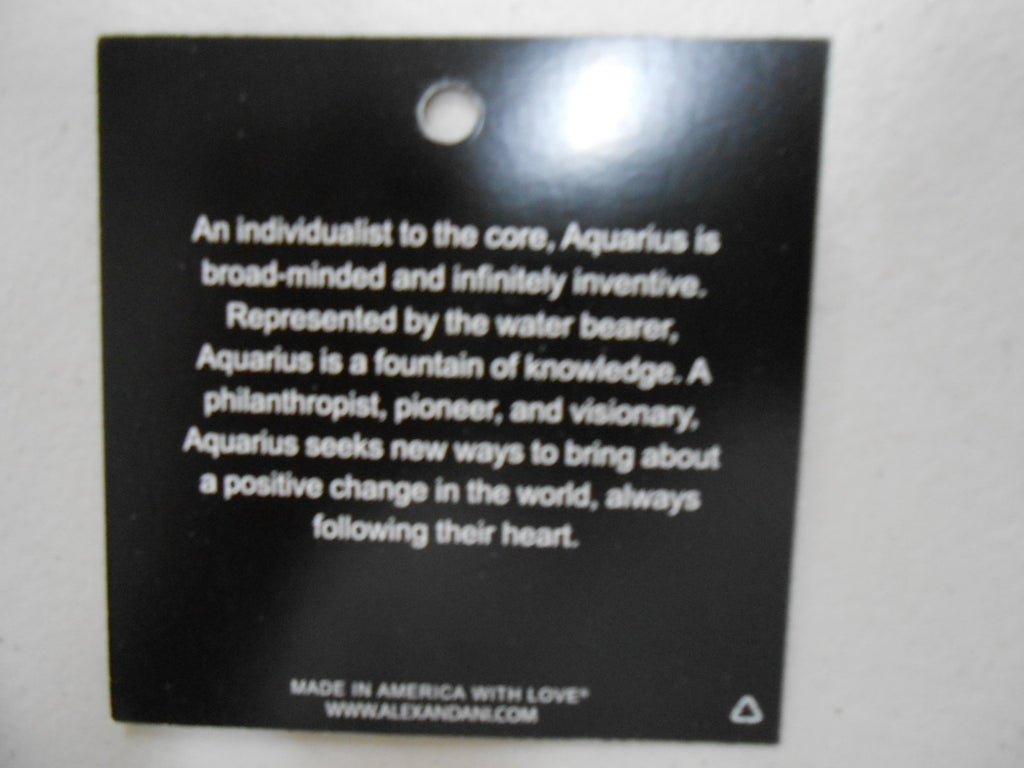 An individualist to the core, Aquarius is
broad-minded and infinitely inventive.
Represented by the water bearer,
Aquarius is a fountain of knowledge. A
philanthropist, pioneer, and visionary,
Aquarius seeks new ways to bring about
a positive change in the world, always
following their heart.
MADE IN AMERICA WITH LOVE®
WWW.ALEXANDANI.COM